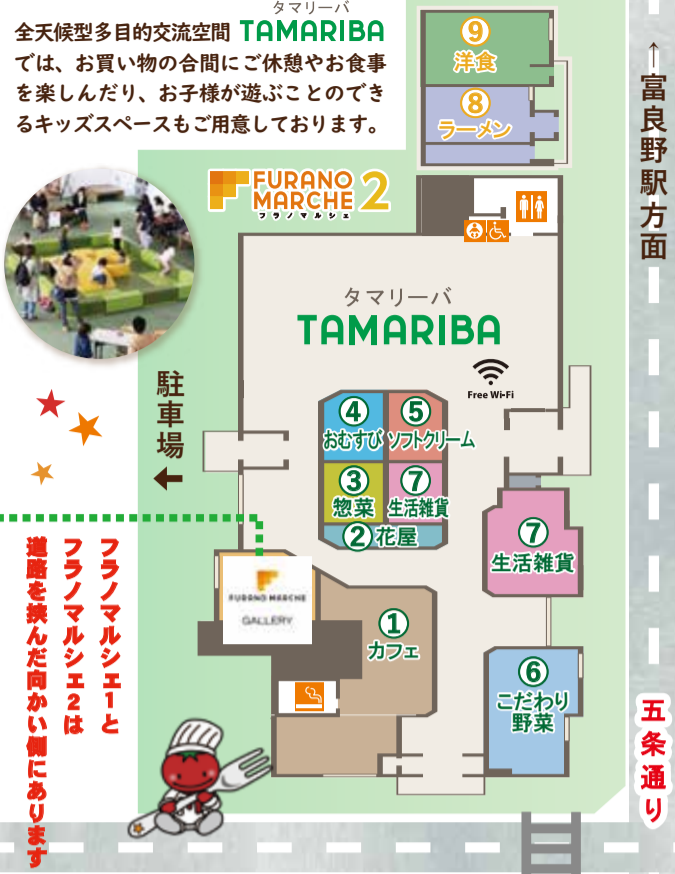 タマリーバ
全天候型多目的交流空間 TAMARIBA
では、お買い物の合間にご休憩やお食事
を楽しんだり、お子様が遊ぶことのでき
るキッズスペースもご用意しております。
⑨
洋食
⑧
ラーメン
↑富良野駅方面
FURANO
MARCHE 2
フラノマルシェ
タマリーバ
TAMARIBA
Free Wi-Fi
駐車場
←
④
おむすび
⑤
ソフトクリーム
③
惣菜
⑦
生活雑貨
②花屋
⑦
生活雑貨
FURANO MARCHE
GALLERY
①
カフェ
⑥
こだわり
野菜
フラノマルシェ1と
フラノマルシェ2は
道路を挟んだ向かい側にあります
五条通り